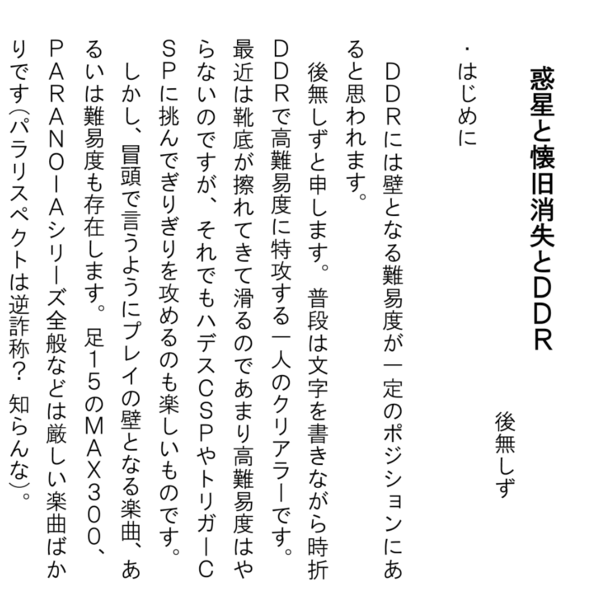 惑星と懐旧消失とDDR
後無しず
・はじめに
DDRには壁となる難易度が一定のポジションにあ
ると思われます。
後無しずと申します。普段は文字を書きながら時折
DDRで高難易度に特攻する一人のクリアラーです。
最近は靴底が擦れてきて滑るのであまり高難易度はや
らないのですが、それでもハデスCSPやトリガーC
SPに挑んでぎりぎりを攻めるのも楽しいものです。
しかし、冒頭で言うようにプレイの壁となる楽曲、あ
るいは難易度も存在します。足15のMAX300、
PARANOIAシリーズ全般などは厳しい楽曲ばか
りです(パラリスペクトは逆詐称? 知らんな)。